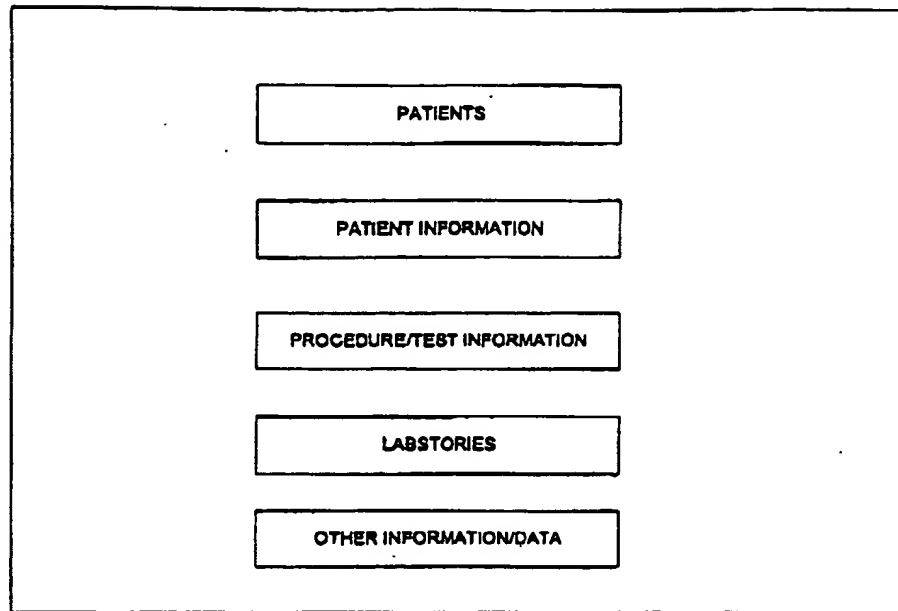 PATIENTS
PATIENT INFORMATION
PROCEDURE/TEST INFORMATION
LABSTORIES
OTHER INFORMATION/DATA